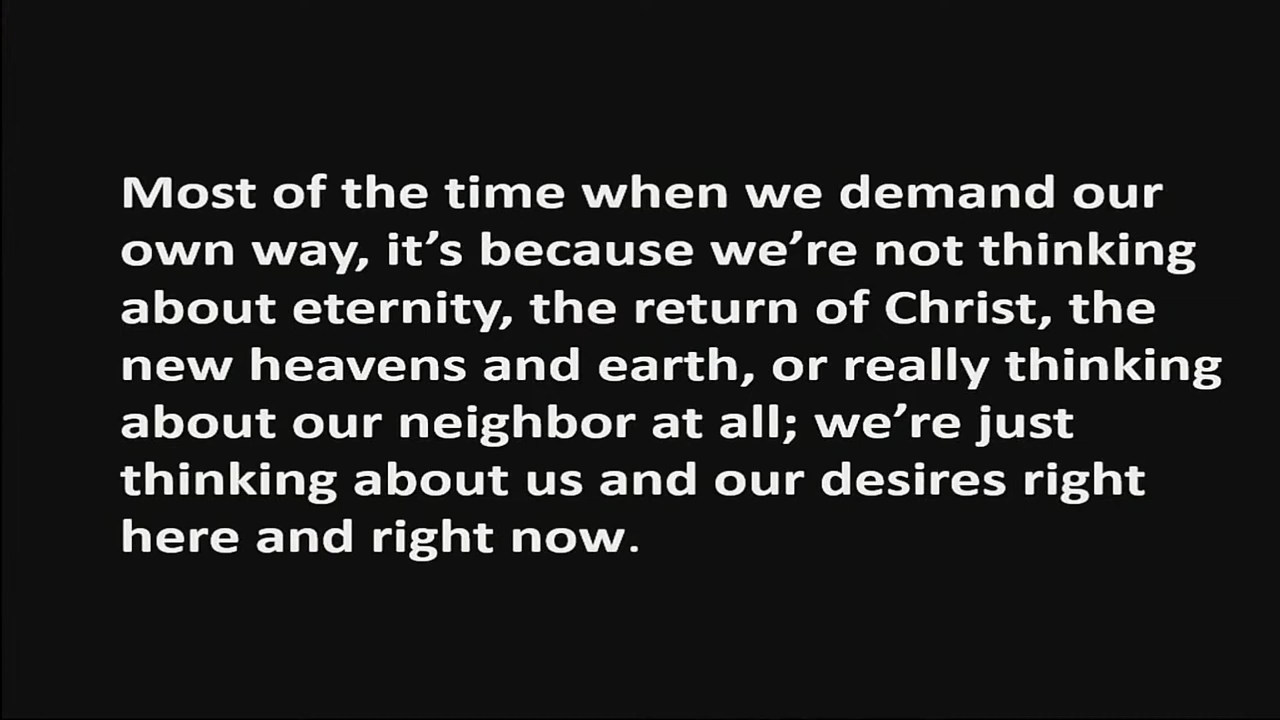 Most of the time when we demand our
own way, it’s because we’re not thinking
about eternity, the return of Christ, the
new heavens and earth, or really thinking
about our neighbor at all; we’re just
thinking about us and our desires right
here and right now.